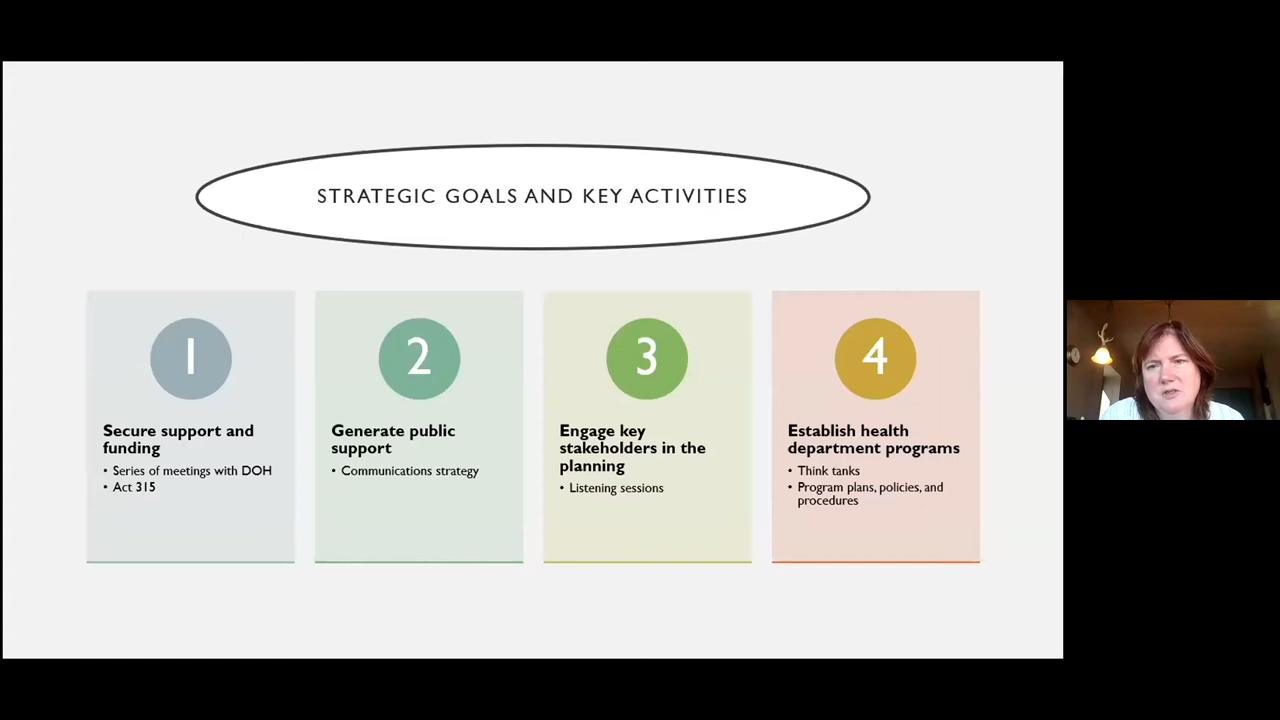 STRATEGIC GOALS AND KEY ACTIVITIES
1
Secure support and
funding
• Series of meetings with DOH
• Act 315
2
Generate public
support
• Communications strategy
3
Engage key
stakeholders in the
planning
• Listening sessions
4
Establish health
department programs
• Think tanks
• Program plans, policies, and
procedures